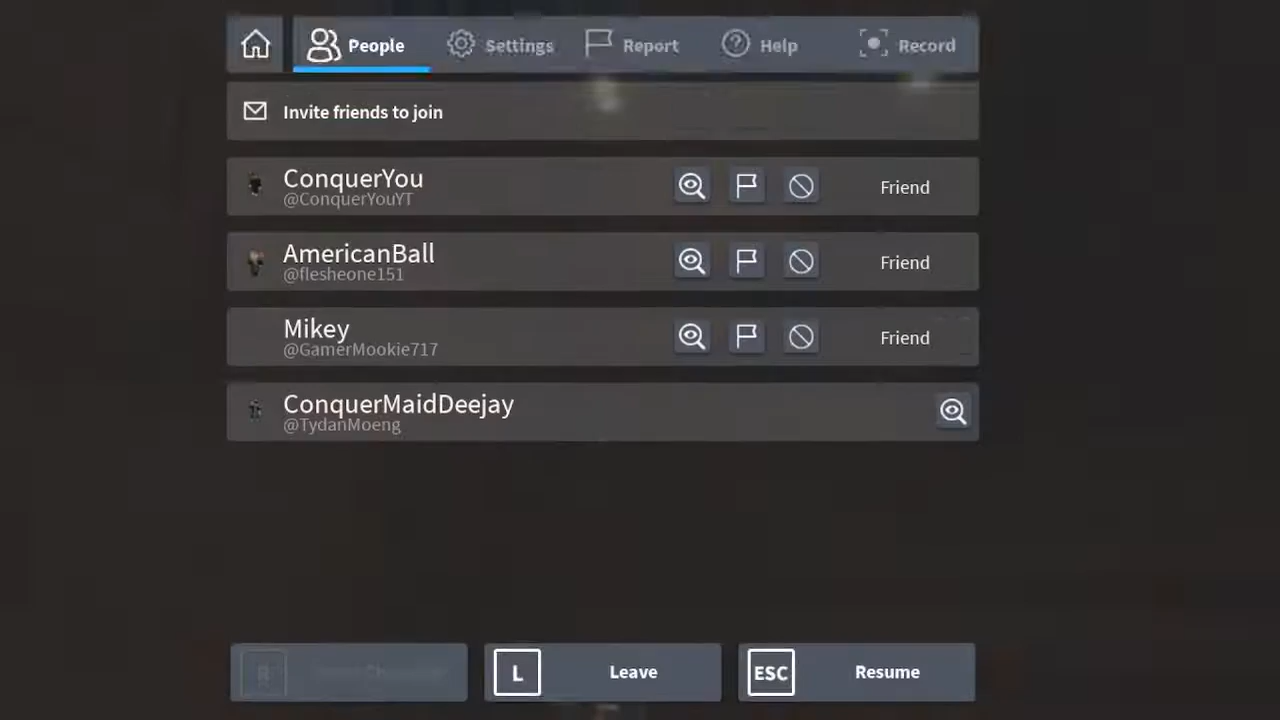 People Settings Report Help Record
Invite friends to join
ConquerYou
@ConquerYouYT
Friend
AmericanBall
@flesheone151
Friend
Mikey
@GamerMookie717
Friend
ConquerMaidDeejay
@TydanMoeng
L Leave ESC Resume